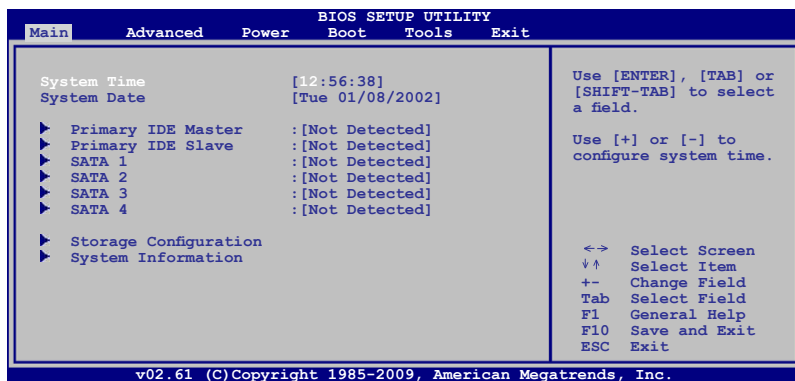 BIOS SETUP UTILITY
Main Advanced Power Boot Tools Exit
System Time [12:56:38]
System Date [Tue 01/08/2002]
Primary IDE Master :[Not Detected]
Primary IDE Slave :[Not Detected]
SATA 1 :[Not Detected]
SATA 2 :[Not Detected]
SATA 3 :[Not Detected]
SATA 4 :[Not Detected]
Storage Configuration
System Information
Use [ENTER], [TAB] or
[SHIFT-TAB] to select
a field.
Use [+] or [-] to
configure system time.
←→ Select Screen
↓↑ Select Item
+- Change Field
Tab Select Field
F1 General Help
F10 Save and Exit
ESC Exit
v02.61 (C)Copyright 1985-2009, American Megatrends, Inc.